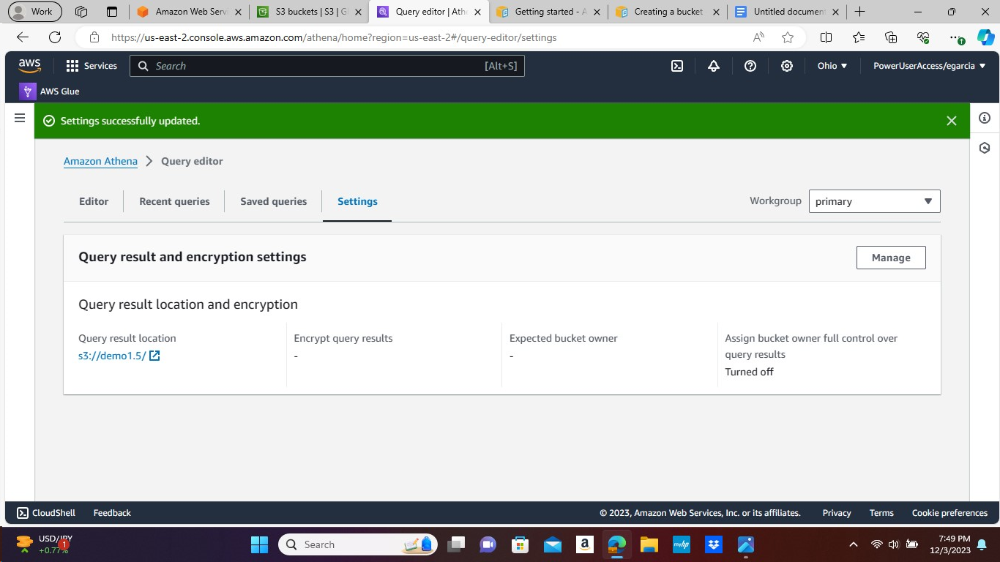 Work
Amazon Web Serv
S3 buckets | S3 | Gl
Query editor | Athe
Getting started - A
Creating a bucket
Untitled document
https://us-east-2.console.aws.amazon.com/athena/home?region=us-east-2#/query-editor/settings
aws
Services
Search
[Alt+S]
Ohio
PowerUserAccess/egarcia
AWS Glue
Settings successfully updated.
Amazon Athena
Query editor
Editor
Recent queries
Saved queries
Settings
Workgroup
primary
Query result and encryption settings
Manage
Query result location and encryption
Query result location
s3://demo1.5/
Encrypt query results
-
Expected bucket owner
-
Assign bucket owner full control over
query results
Turned off
CloudShell
Feedback
© 2023, Amazon Web Services, Inc. or its affiliates.
Privacy
Terms
Cookie preferences
USD/JPY
+0.77%
1
Search
a
myhp
7:49 PM
12/3/2023